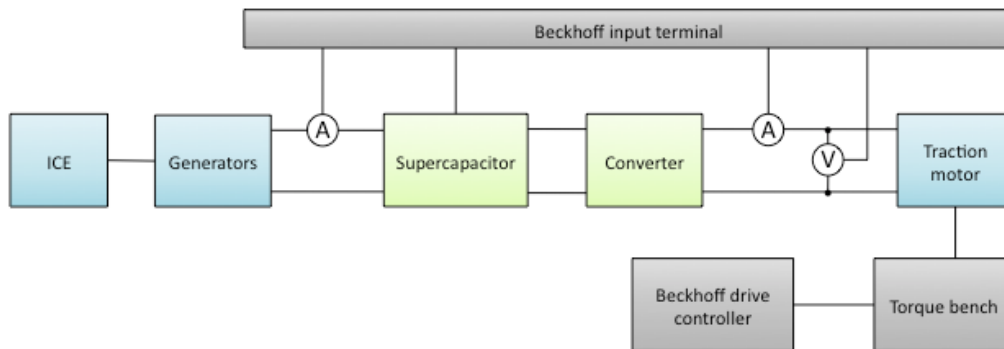 Beckhoff input terminal
A
A
ICE
Generators
Supercapacitor
Converter
V
Traction
motor
Beckhoff drive
controller
Torque bench